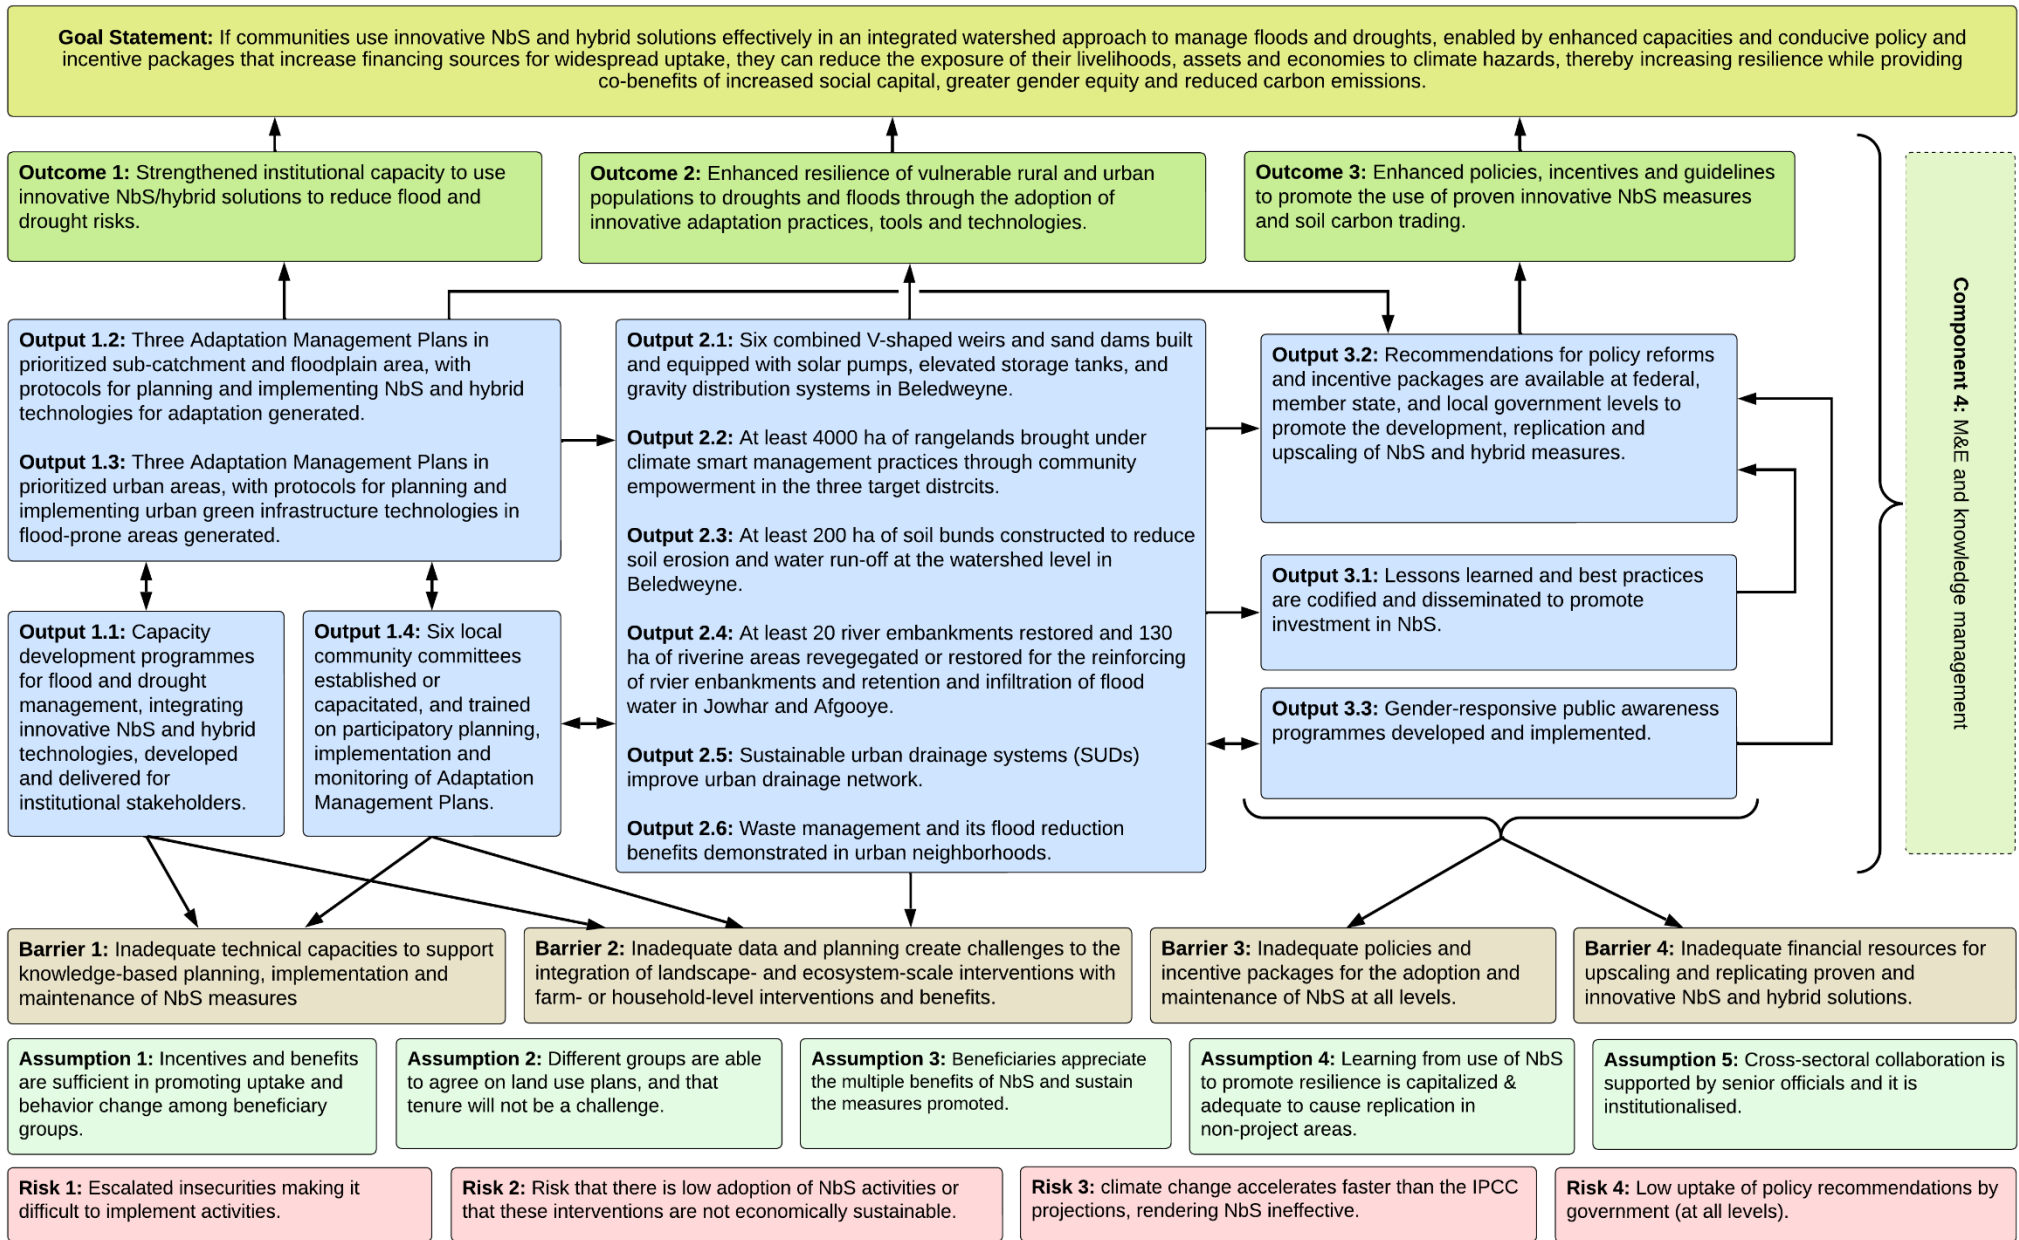 Goal Statement: If communities use innovative NbS and hybrid solutions effectively in an integrated watershed approach to manage floods and droughts, enabled by enhanced capacities and conducive policy and
incentive packages that increase financing sources for widespread uptake, they can reduce the exposure of their livelihoods, assets and economies to climate hazards, thereby increasing resilience while providing
co-benefits of increased social capital, greater gender equity and reduced carbon emissions.
Outcome 1: Strengthened institutional capacity to use
innovative NbS/hybrid solutions to reduce flood and
drought risks.
Outcome 2: Enhanced resilience of vulnerable rural and urban
populations to droughts and floods through the adoption of
innovative adaptation practices, tools and technologies.
Outcome 3: Enhanced policies, incentives and guidelines
to promote the use of proven innovative NbS measures
and soil carbon trading.
Output 1.2: Three Adaptation Management Plans in
prioritized sub-catchment and floodplain area, with
protocols for planning and implementing NbS and hybrid
technologies for adaptation generated.
Output 1.3: Three Adaptation Management Plans in
prioritized urban areas, with protocols for planning and
implementing urban green infrastructure technologies in
flood-prone areas generated.
Output 1.1: Capacity
development programmes
for flood and drought
management, integrating
innovative NbS and hybrid
technologies, developed
and delivered for
institutional stakeholders.
Output 1.4: Six local
community committees
established or
capacitated, and trained
on participatory planning,
implementation and
monitoring of Adaptation
Management Plans.
Output 2.1: Six combined V-shaped weirs and sand dams built
and equipped with solar pumps, elevated storage tanks, and
gravity distribution systems in Beledweyne.
Output 2.2: At least 4000 ha of rangelands brought under
climate smart management practices through community
empowerment in the three target distrcits.
Output 2.3: At least 200 ha of soil bunds constructed to reduce
soil erosion and water run-off at the watershed level in
Beledweyne.
Output 2.4: At least 20 river embankments restored and 130
ha of riverine areas revegegated or restored for the reinforcing
of rvier enbankments and retention and infiltration of flood
water in Jowhar and Afgooye.
Output 2.5: Sustainable urban drainage systems (SUDs)
improve urban drainage network.
Output 2.6: Waste management and its flood reduction
benefits demonstrated in urban neighborhoods.
Output 3.2: Recommendations for policy reforms
and incentive packages are available at federal,
member state, and local government levels to
promote the development, replication and
upscaling of NbS and hybrid measures.
Output 3.1: Lessons learned and best practices
are codified and disseminated to promote
investment in NbS.
Output 3.3: Gender-responsive public awareness
programmes developed and implemented.
Component 4: M&E and knowledge management
Barrier 1: Inadequate technical capacities to support
knowledge-based planning, implementation and
maintenance of NbS measures
Barrier 2: Inadequate data and planning create challenges to the
integration of landscape- and ecosystem-scale interventions with
farm- or household-level interventions and benefits.
Barrier 3: Inadequate policies and
incentive packages for the adoption and
maintenance of NbS at all levels.
Barrier 4: Inadequate financial resources for
upscaling and replicating proven and
innovative NbS and hybrid solutions.
Assumption 1: Incentives and benefits
are sufficient in promoting uptake and
behavior change among beneficiary
groups.
Assumption 2: Different groups are able
to agree on land use plans, and that
tenure will not be a challenge.
Assumption 3: Beneficiaries appreciate
the multiple benefits of NbS and sustain
the measures promoted.
Assumption 4: Learning from use of NbS
to promote resilience is capitalized &
adequate to cause replication in
non-project areas.
Assumption 5: Cross-sectoral collaboration is
supported by senior officials and it is
institutionalised.
Risk 1: Escalated insecurities making it
difficult to implement activities.
Risk 2: Risk that there is low adoption of NbS activities or
that these interventions are not economically sustainable.
Risk 3: climate change accelerates faster than the IPCC
projections, rendering NbS ineffective.
Risk 4: Low uptake of policy recommendations by
government (at all levels).